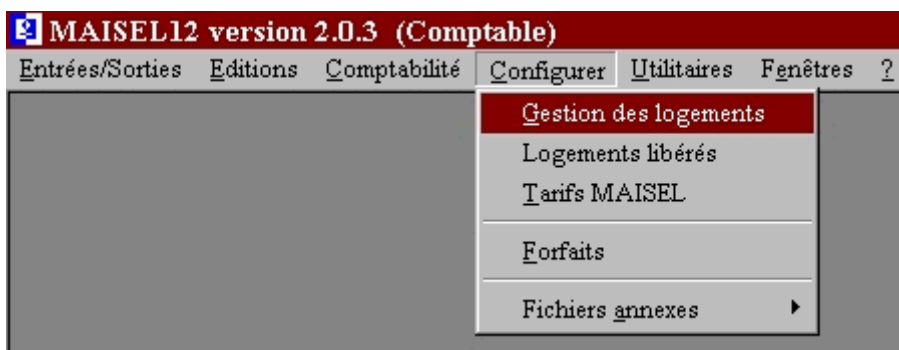 MAISEL12 version 2.0.3 (Comptable)
Entrées/Sorties Editions Comptabilité Configurer Utilitaires Fenêtres ?
Gestion des logements
Logements libérés
Tarifs MAISEL
Forfaits
Fichiers annexes